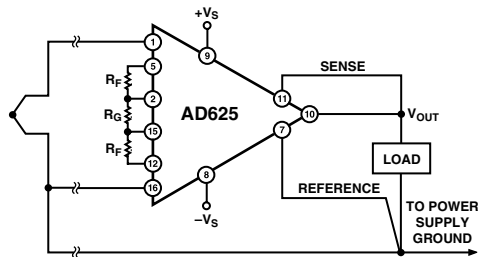 +VS
1
9
5
SENSE
RF
2
11
RG
AD625
10
VOUT
15
7
RF
LOAD
12
8
16
REFERENCE
TO POWER
SUPPLY
GROUND
–VS